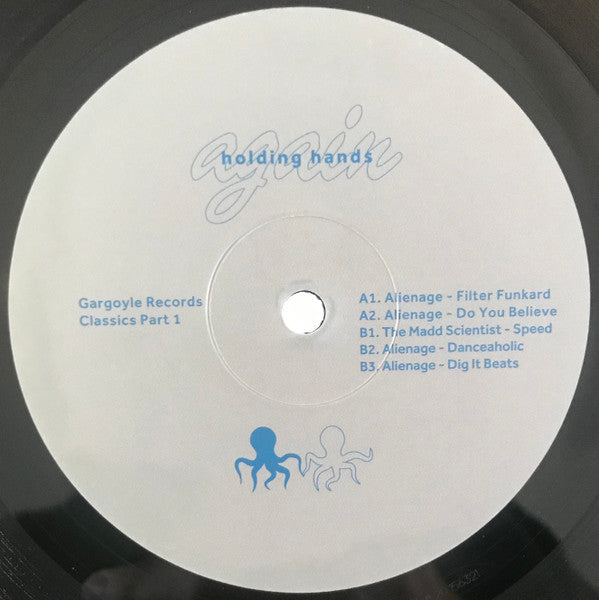 again
holding hands
Gargoyle Records
Classics Part 1
A1. Alienage - Filter Funkard
A2. Alienage - Do You Believe
B1. The Madd Scientist - Speed
B2. Alienage - Danceaholic
B3. Alienage - Dig It Beats